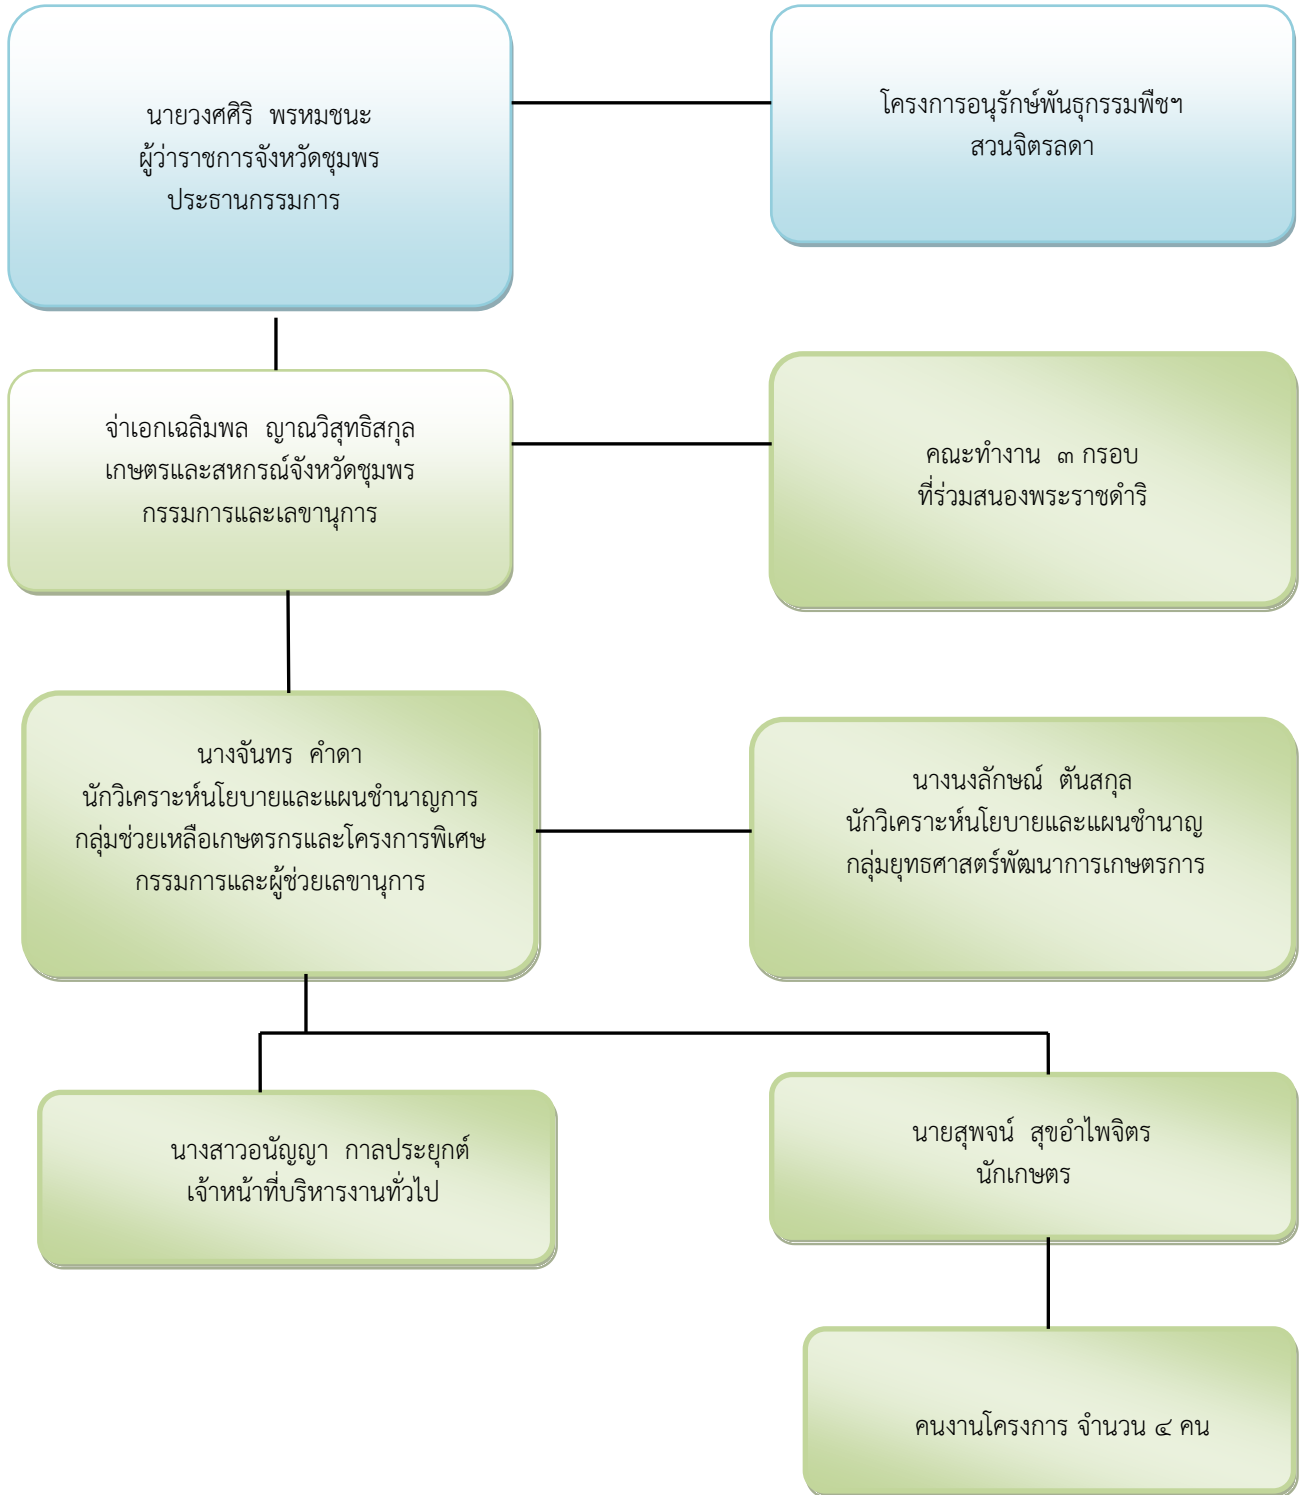 นายวงศศิริ พรหมชนะ
ผู้ว่าราชการจังหวัดชุมพร
ประธานกรรมการ
โครงการอนุรักษ์พันธุกรรมพืชฯ
สวนจิตรลดา
จ่าเอกเฉลิมพล ญาณวิสุทธิสกุล
เกษตรและสหกรณ์จังหวัดชุมพร
กรรมการและเลขานุการ
คณะทำงาน ๓ กรอบ
ที่ร่วมสนองพระราชดำริ
นางจันทร คำดา
นักวิเคราะห์นโยบายและแผนชำนาญการ
กลุ่มช่วยเหลือเกษตรกรและโครงการพิเศษ
กรรมการและผู้ช่วยเลขานุการ
นางนงลักษณ์ ตันสกุล
นักวิเคราะห์นโยบายและแผนชำนาญ
กลุ่มยุทธศาสตร์พัฒนาการเกษตรการ
นางสาวอนัญญา กาลประยุกต์
เจ้าหน้าที่บริหารงานทั่วไป
นายสุพจน์ สุขอำไพจิตร
นักเกษตร
คนงานโครงการ จำนวน ๔ คน